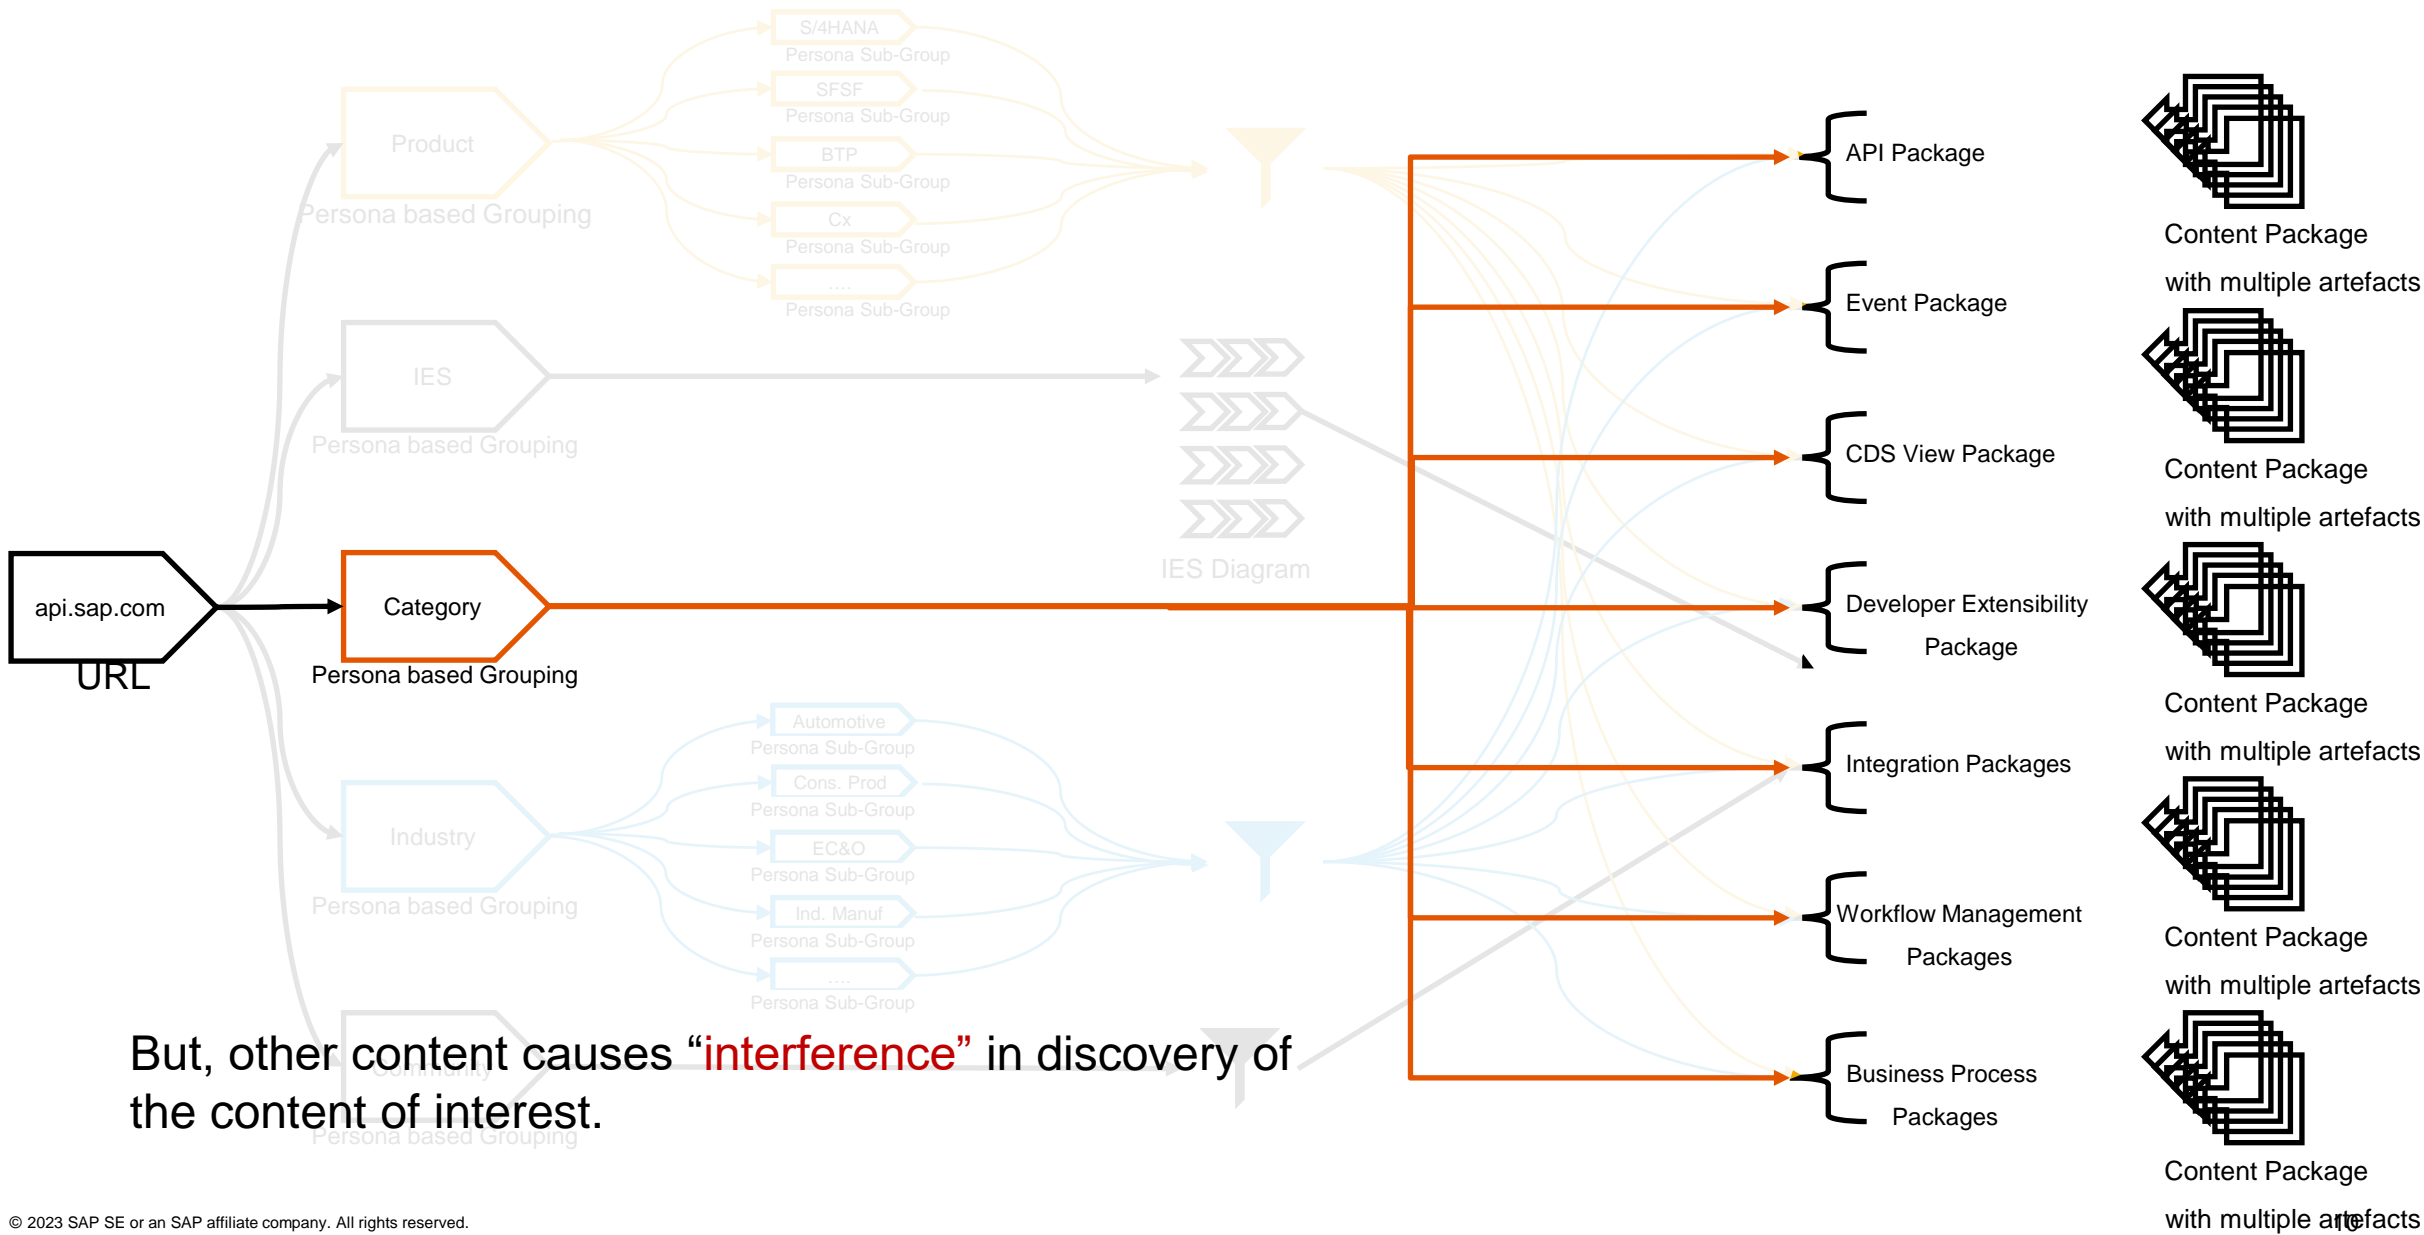 S/4HANA
Persona Sub-Group
SFSF
Persona Sub-Group
BTP
Persona Sub-Group
Cx
Persona Sub-Group
....
Persona Sub-Group
Product
Persona based Grouping
IES
Persona based Grouping
IES Diagram
api.sap.com
URL
Category
Persona based Grouping
Automotive
Persona Sub-Group
Cons. Prod
Persona Sub-Group
EC&O
Persona Sub-Group
Ind. Manuf
Persona Sub-Group
....
Persona Sub-Group
Industry
Persona based Grouping
Community
Persona based Grouping
But, other content causes “interference” in discovery of
the content of interest.
API Package
Event Package
CDS View Package
Developer Extensibility
Package
Integration Packages
Workflow Management
Packages
Business Process
Packages
Content Package
with multiple artefacts
Content Package
with multiple artefacts
Content Package
with multiple artefacts
Content Package
with multiple artefacts
Content Package
with multiple artefacts
© 2023 SAP SE or an SAP affiliate company. All rights reserved.
10